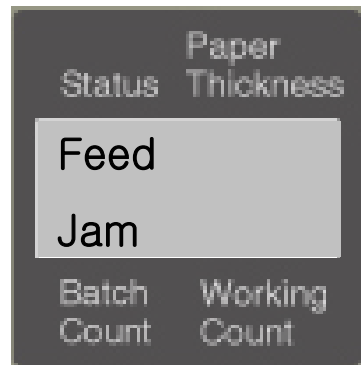 Paper
Status Thickness
Feed
Jam
Batch Working
Count Count